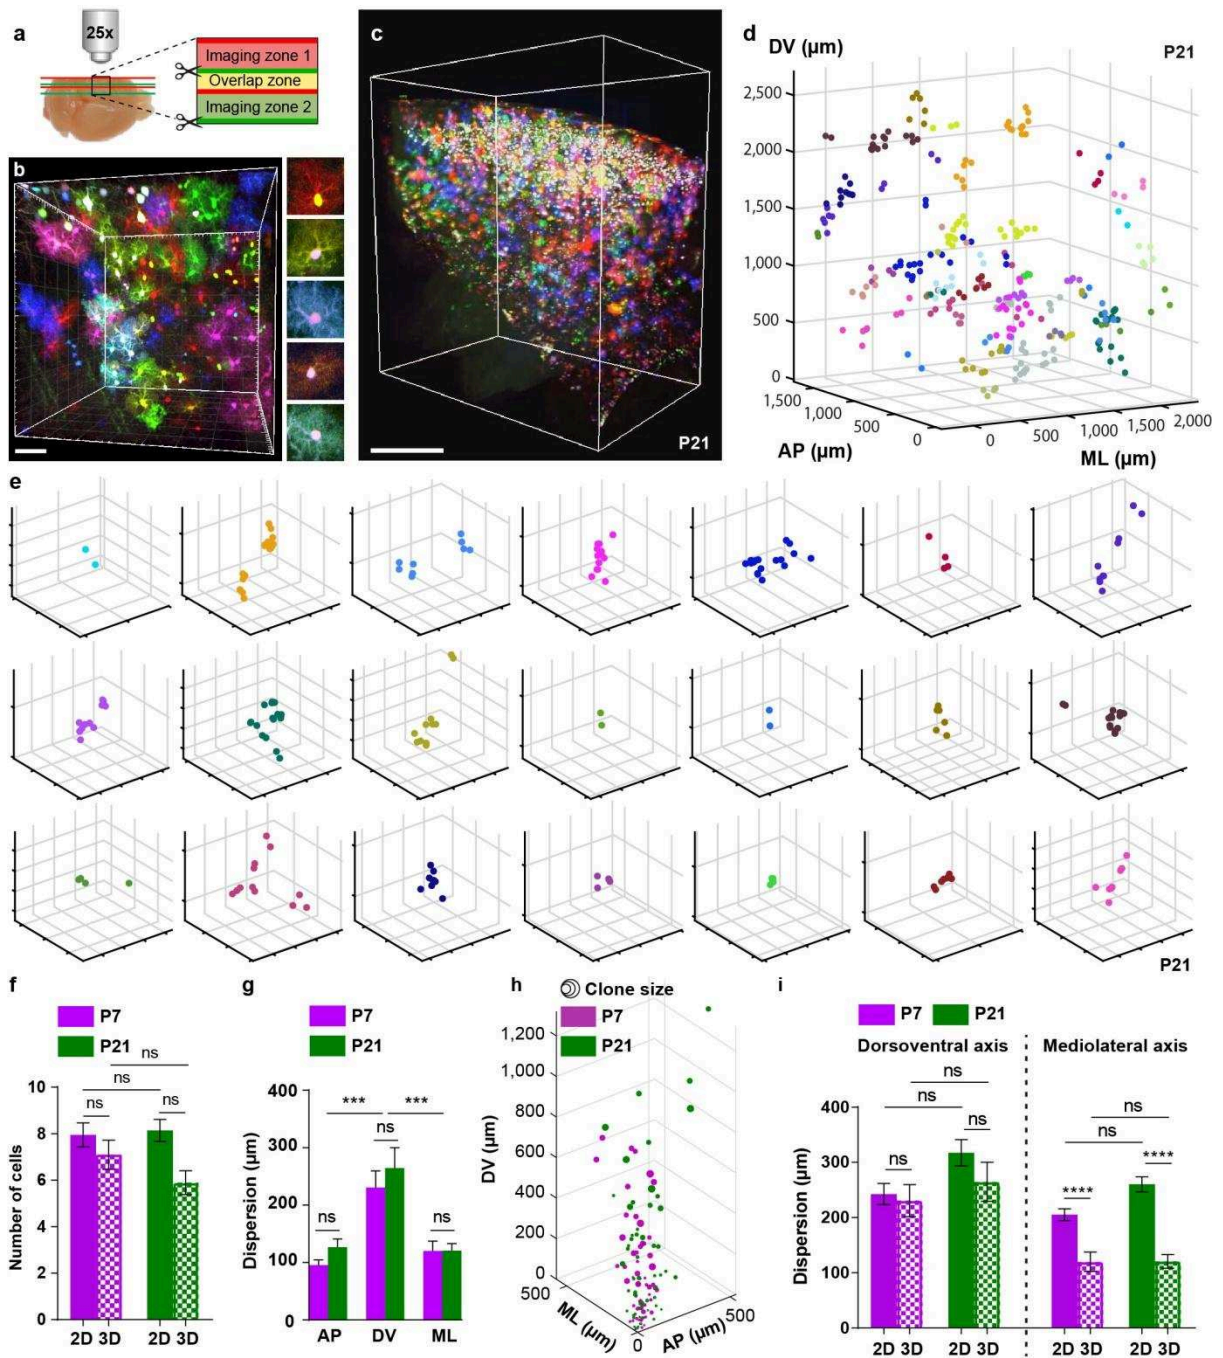 a
25x
Imaging zone 1
Overlap zone
Imaging zone 2
b
c
P21
d
DV (µm)
P21
2,500
2,000
1,500
1,000
500
0
1,500
1,000
500
0
AP (µm)
0
500
1,000
1,500
2,000
ML (µm)
e
P21
f
P7
P21
ns
ns
ns
ns
10
8
6
4
2
0
Number of cells
2D 3D 2D 3D
g
P7
P21
400
300
200
100
0
Dispersion (µm)
*** ***
ns
ns
ns
AP DV ML
h
Clone size
P7
P21
1,200
1,000
800
600
400
200
0
DV (µm)
500
ML (µm)
0
AP (µm)
500
i
P7 P21
Dorsoventral axis Mediolateral axis
ns
ns
ns
ns
ns
ns
****
****
400
300
200
100
0
Dispersion (µm)
2D 3D 2D 3D 2D 3D 2D 3D